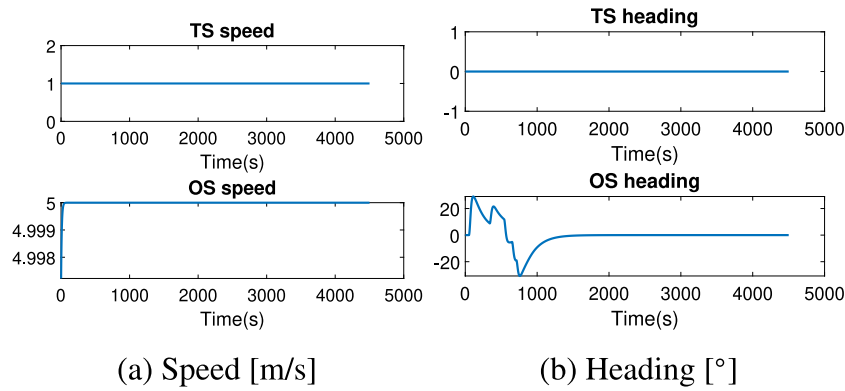 TS speed
2
1
0
0 1000 2000 3000 4000 5000
Time(s)
OS speed
5
4.999
4.998
0 1000 2000 3000 4000 5000
Time(s)
(a) Speed [m/s]
TS heading
1
0
-1
0 1000 2000 3000 4000 5000
Time(s)
OS heading
20
0
-20
0 1000 2000 3000 4000 5000
Time(s)
(b) Heading [°]